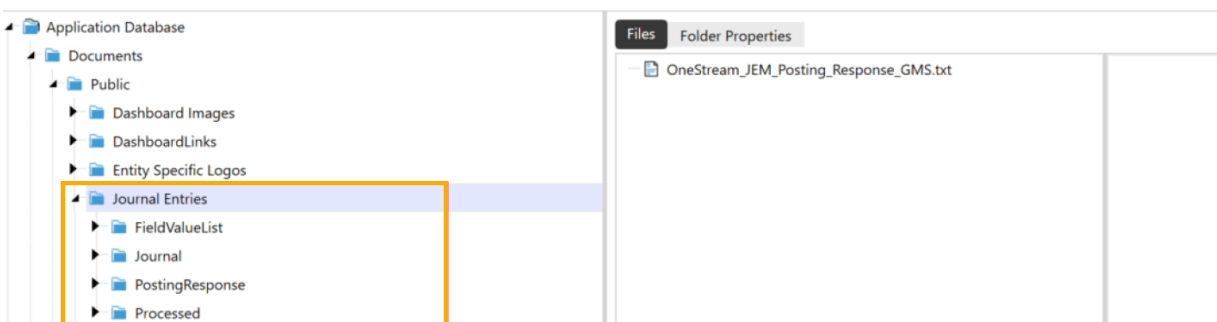 Application Database
Documents
Public
Dashboard Images
DashboardLinks
Entity Specific Logos
Journal Entries
FieldValueList
Journal
PostingResponse
Processed
Files Folder Properties
OneStream_JEM_Posting_Response_GMS.txt